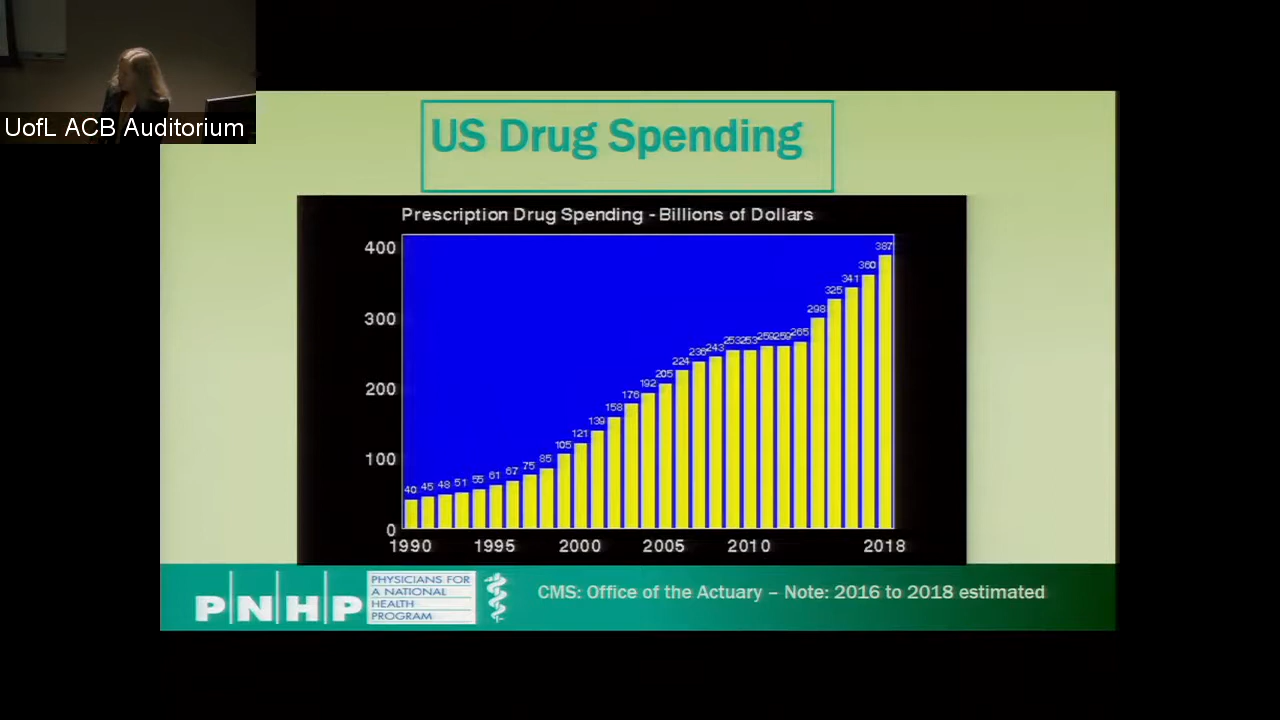 UofL ACB Auditorium
US Drug Spending
Prescription Drug Spending - Billions of Dollars
400
300
200
100
0
40 45 48 51 55 61 67 75 85 105 121 139 158 176 192 205 224 236 243 253 253 259 259 265 298 325 341 360 387
1990 1995 2000 2005 2010 2018
PNHP
PHYSICIANS FOR
A NATIONAL
HEALTH
PROGRAM
CMS: Office of the Actuary – Note: 2016 to 2018 estimated